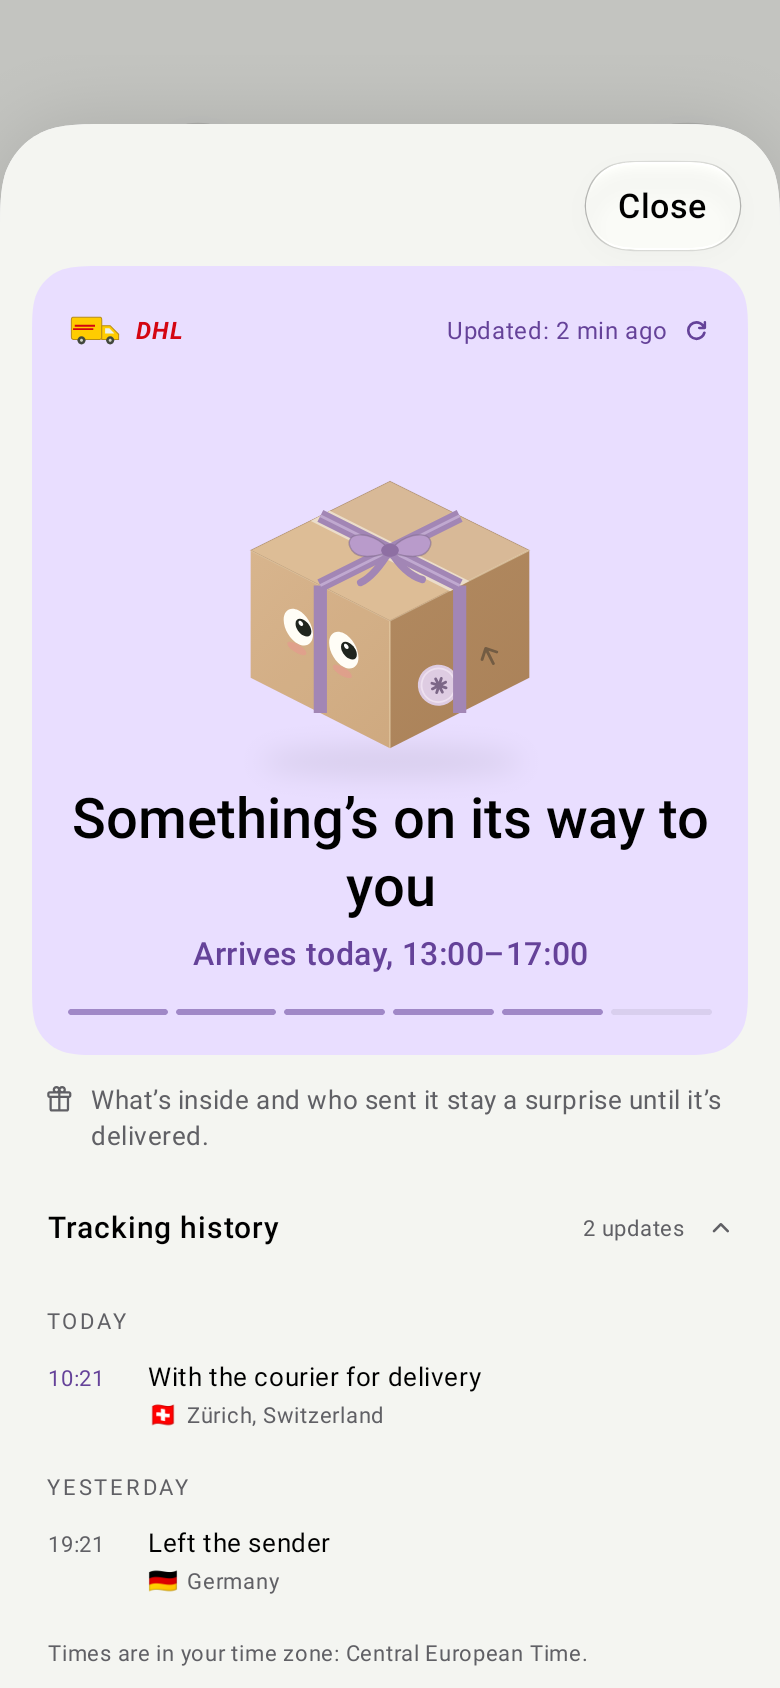 Close
DHL
Updated: 2 min ago
Something’s on its way to
you
Arrives today, 13:00–17:00
What’s inside and who sent it stay a surprise until it’s
delivered.
Tracking history
2 updates
TODAY
10:21
With the courier for delivery
Zürich, Switzerland
YESTERDAY
19:21
Left the sender
Germany
Times are in your time zone: Central European Time.